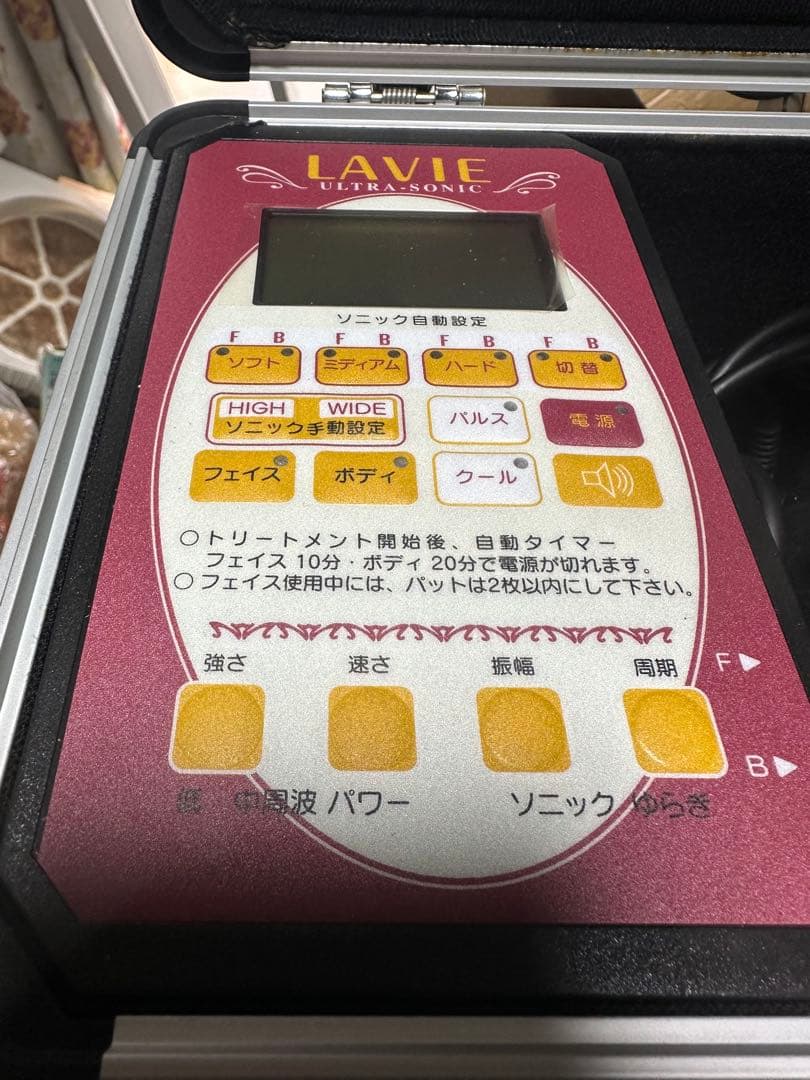 LAVIE
ULTRA-SONIC
ソニック自動設定
F B F B F B F B
ソフト ミディアム ハード 切替
HIGH WIDE
ソニック手動設定
パルス 電源
フェイス ボディ クール
○トリートメント開始後、自動タイマー
フェイス 10分・ボディ 20分で電源が切れます。
○フェイス使用中には、パットは2枚以内にして下さい。
強さ 速さ 振幅 周期 F▶
B▶
低 中周波 パワー ソニック ゆらぎ